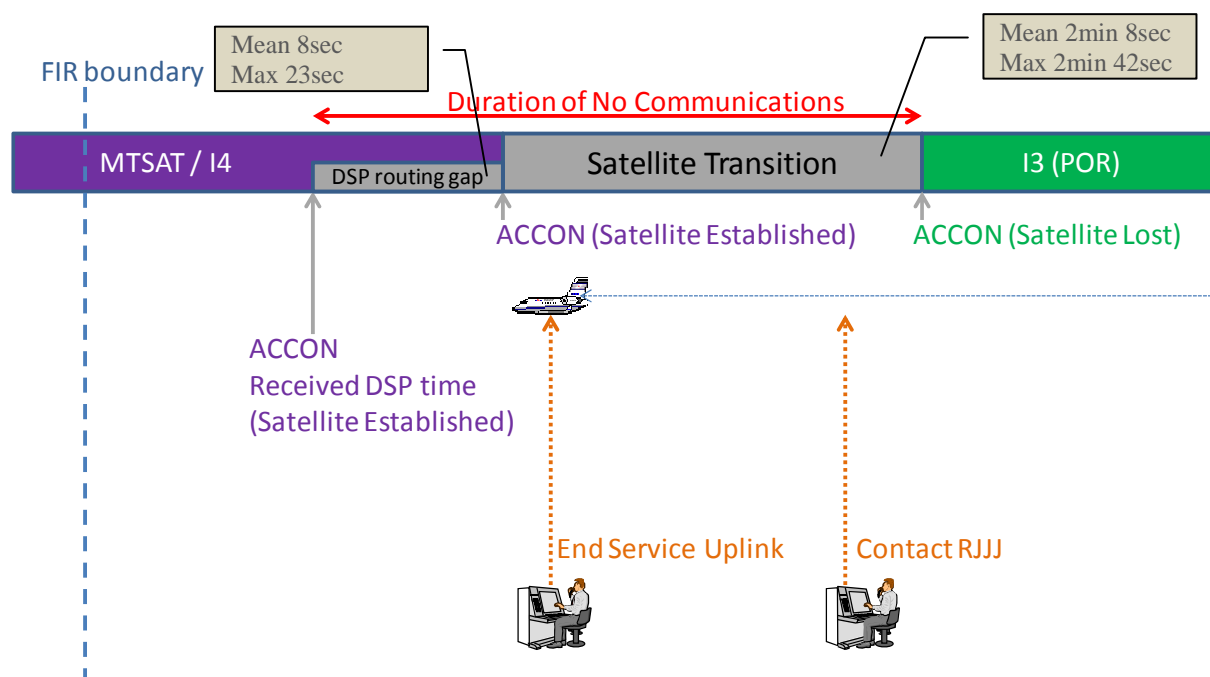 Mean 8sec
Max 23sec
Mean 2min 8sec
Max 2min 42sec
FIR boundary
Duration of No Communications
MTSAT / I4
DSP routing gap
Satellite Transition
I3 (POR)
ACCON (Satellite Established)
ACCON (Satellite Lost)
ACCON
Received DSP time
(Satellite Established)
End Service Uplink
Contact RJJJ